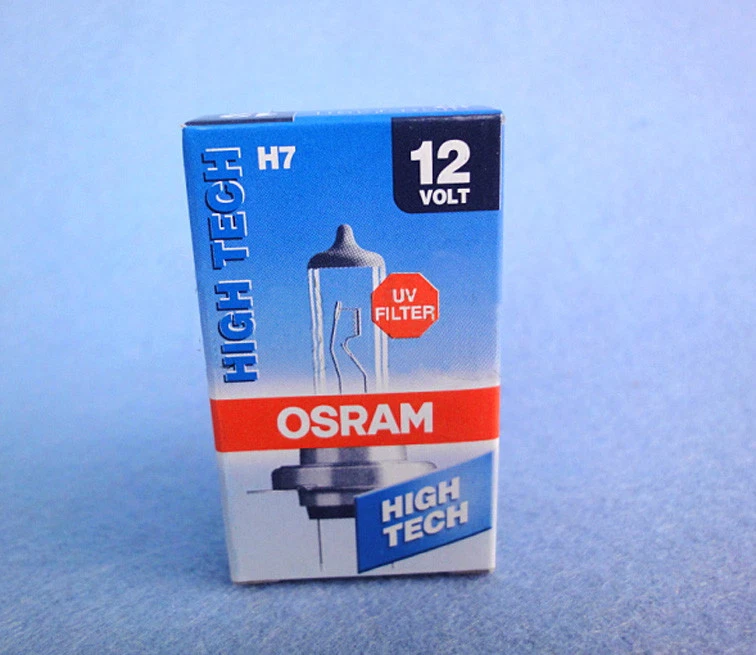 HIGH TECH
H7
12
VOLT
UV
FILTER
OSRAM
HIGH
TECH